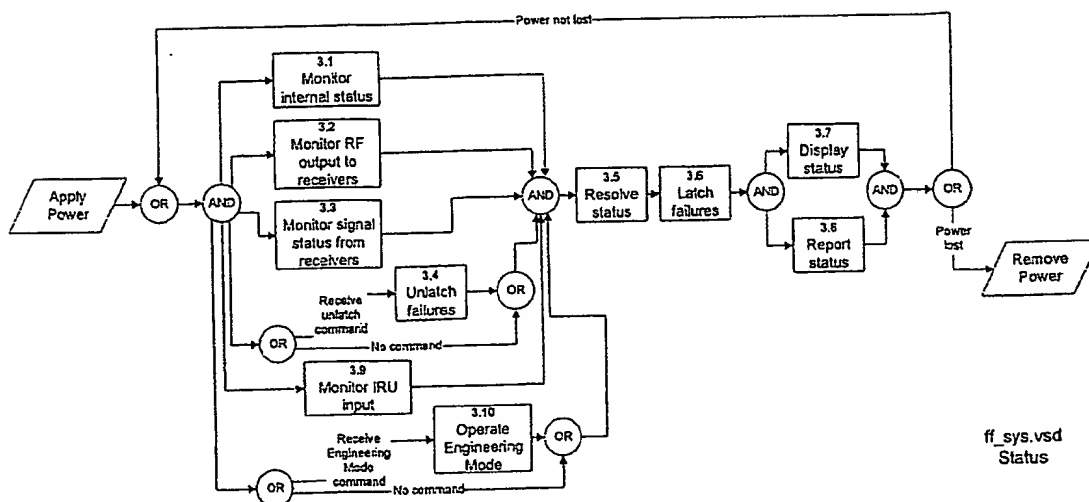 Power not lost
3.1
Monitor
internal status
3.2
Monitor RF
output to
receivers
3.3
Monitor signal
status from
receivers
Apply
Power
OR
AND
AND
3.5
Resolve
status
3.6
Latch
failures
AND
3.7
Display
status
3.8
Report
status
AND
OR
Power
lost
Remove
Power
Receive
unlatch
command
3.4
Unlatch
failures
OR
OR
No command
3.9
Monitor IRU
input
Receive
Engineering
Mode
command
3.10
Operate
Engineering
Mode
OR
OR
No command
ff_sys.vsd
Status